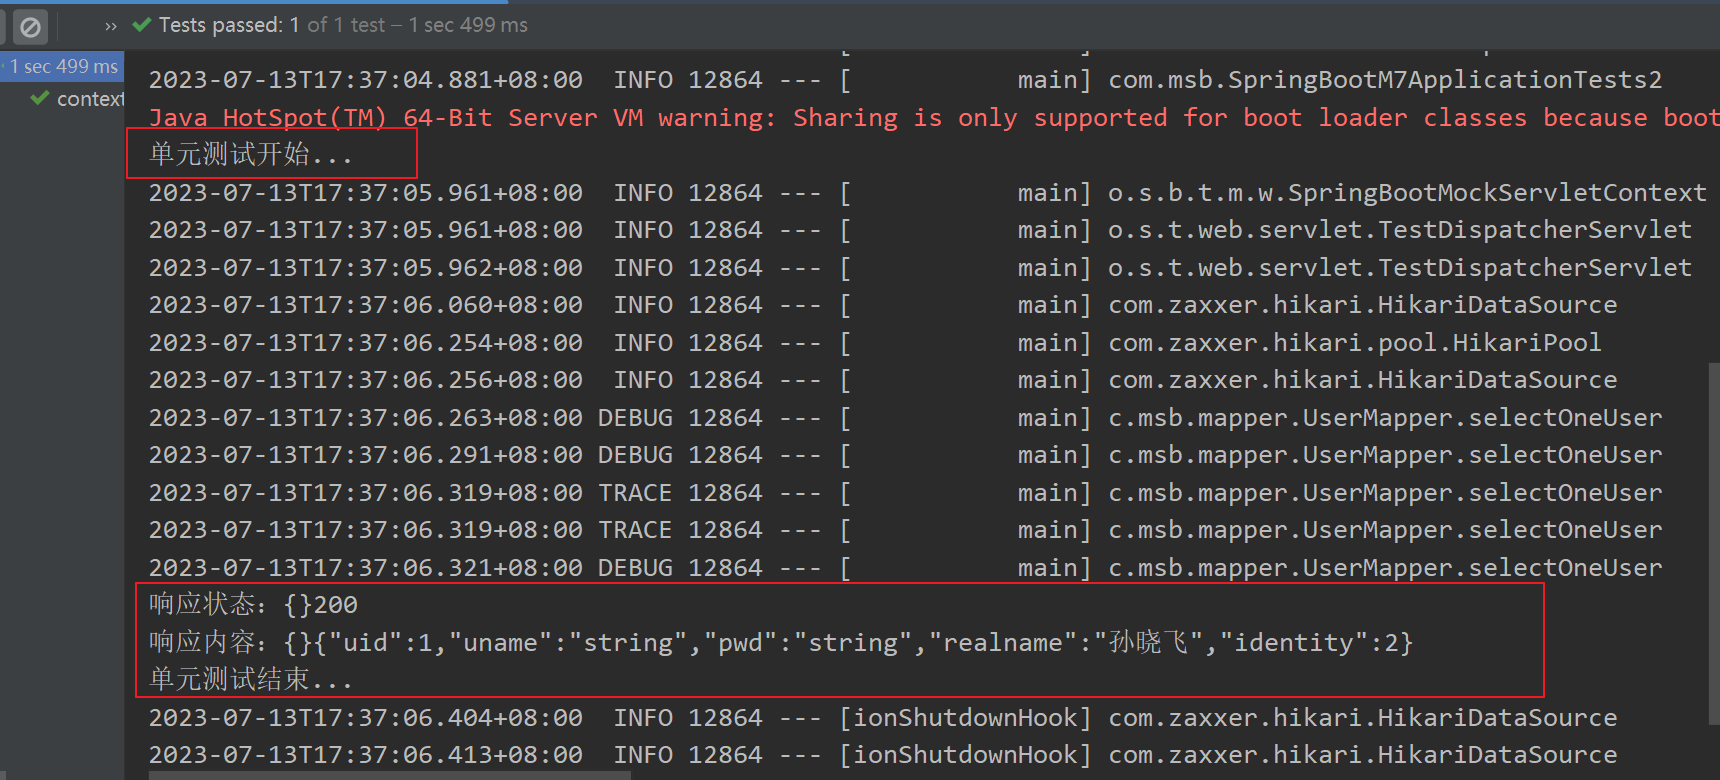 » Tests passed: 1 of 1 test – 1 sec 499 ms
1 sec 499 ms
context
2023-07-13T17:37:04.881+08:00  INFO 12864 --- [           main] com.msb.SpringBootM7ApplicationTests2
Java HotSpot(TM) 64-Bit Server VM warning: Sharing is only supported for boot loader classes because boot
单元测试开始...
2023-07-13T17:37:05.961+08:00  INFO 12864 --- [           main] o.s.b.t.m.w.SpringBootMockServletContext
2023-07-13T17:37:05.961+08:00  INFO 12864 --- [           main] o.s.t.web.servlet.TestDispatcherServlet
2023-07-13T17:37:05.962+08:00  INFO 12864 --- [           main] o.s.t.web.servlet.TestDispatcherServlet
2023-07-13T17:37:06.060+08:00  INFO 12864 --- [           main] com.zaxxer.hikari.HikariDataSource
2023-07-13T17:37:06.254+08:00  INFO 12864 --- [           main] com.zaxxer.hikari.pool.HikariPool
2023-07-13T17:37:06.256+08:00  INFO 12864 --- [           main] com.zaxxer.hikari.HikariDataSource
2023-07-13T17:37:06.263+08:00 DEBUG 12864 --- [           main] c.msb.mapper.UserMapper.selectOneUser
2023-07-13T17:37:06.291+08:00 DEBUG 12864 --- [           main] c.msb.mapper.UserMapper.selectOneUser
2023-07-13T17:37:06.319+08:00 TRACE 12864 --- [           main] c.msb.mapper.UserMapper.selectOneUser
2023-07-13T17:37:06.319+08:00 TRACE 12864 --- [           main] c.msb.mapper.UserMapper.selectOneUser
2023-07-13T17:37:06.321+08:00 DEBUG 12864 --- [           main] c.msb.mapper.UserMapper.selectOneUser
响应状态：{}200
响应内容：{}{"uid":1,"uname":"string","pwd":"string","realname":"孙晓飞","identity":2}
单元测试结束...
2023-07-13T17:37:06.404+08:00  INFO 12864 --- [ionShutdownHook] com.zaxxer.hikari.HikariDataSource
2023-07-13T17:37:06.413+08:00  INFO 12864 --- [ionShutdownHook] com.zaxxer.hikari.HikariDataSource